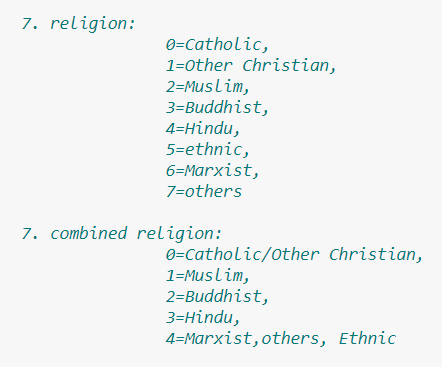 7. religion:
0=Catholic,
1=Other Christian,
2=Muslim,
3=Buddhist,
4=Hindu,
5=ethnic,
6=Marxist,
7=others
7. combined religion:
0=Catholic/Other Christian,
1=Muslim,
2=Buddhist,
3=Hindu,
4=Marxist,others, Ethnic